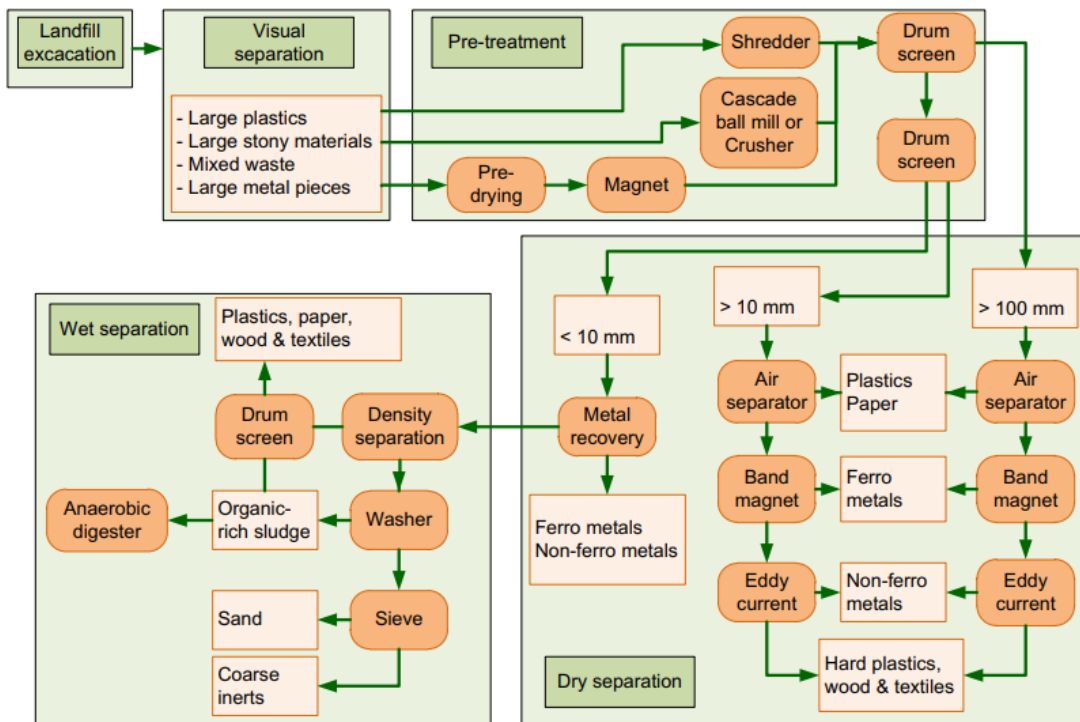 Landfill
excacation
Visual
separation
- Large plastics
- Large stony materials
- Mixed waste
- Large metal pieces
Pre-treatment
Shredder
Cascade
ball mill or
Crusher
Pre-
drying
Magnet
Drum
screen
Drum
screen
Wet separation
Plastics, paper,
wood & textiles
Drum
screen
Density
separation
Anaerobic
digester
Organic-
rich sludge
Washer
Sand
Sieve
Coarse
inerts
< 10 mm
> 10 mm
> 100 mm
Metal
recovery
Air
separator
Plastics
Paper
Air
separator
Band
magnet
Ferro
metals
Band
magnet
Ferro metals
Non-ferro metals
Eddy
current
Non-ferro
metals
Eddy
current
Hard plastics,
wood & textiles
Dry separation